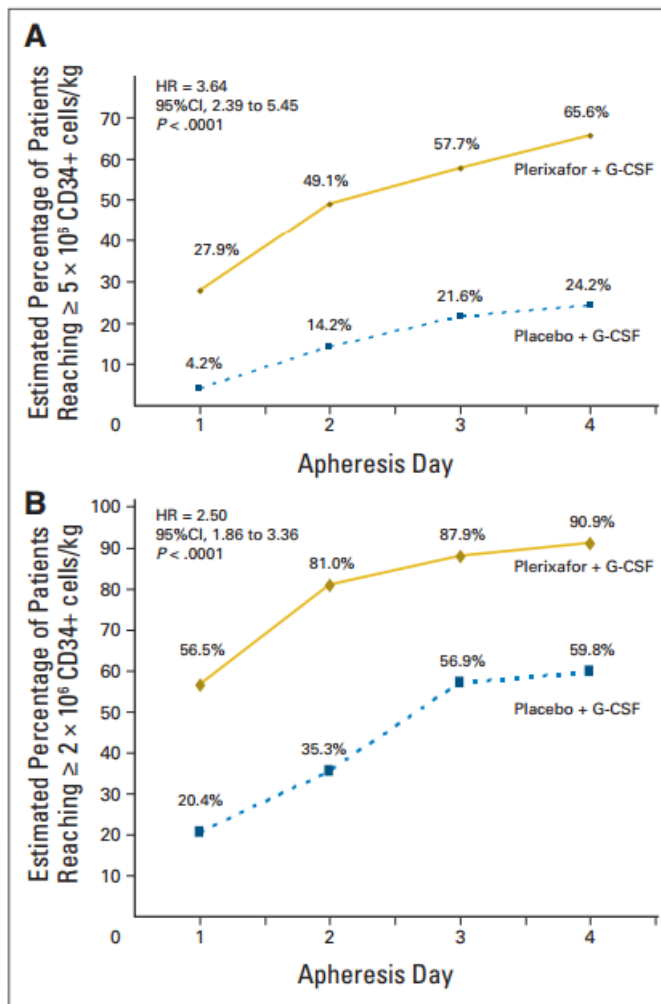 A
HR = 3.64
95%CI, 2.39 to 5.45
P < .0001
Estimated Percentage of Patients
Reaching ≥ 5 × 10⁶ CD34+ cells/kg
70
60
50
40
30
20
10
0
27.9%
49.1%
57.7%
65.6%
Plerixafor + G-CSF
4.2%
14.2%
21.6%
24.2%
Placebo + G-CSF
1 2 3 4
Apheresis Day
B
HR = 2.50
95%CI, 1.86 to 3.36
P < .0001
Estimated Percentage of Patients
Reaching ≥ 2 × 10⁶ CD34+ cells/kg
100
90
80
70
60
50
40
30
20
10
0
56.5%
81.0%
87.9%
90.9%
Plerixafor + G-CSF
20.4%
35.3%
56.9%
59.8%
Placebo + G-CSF
1 2 3 4
Apheresis Day